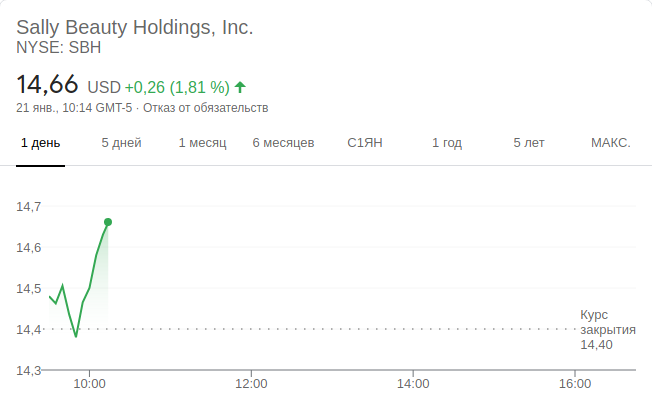 Sally Beauty Holdings, Inc.
NYSE: SBH
14,66 USD +0,26 (1,81 %)
21 янв., 10:14 GMT-5 · Отказ от обязательств
1 день 5 дней 1 месяц 6 месяцев С1ЯН 1 год 5 лет МАКС.
14,7
14,6
14,5
14,4
14,3
Курс
закрытия
14,40
10:00 12:00 14:00 16:00